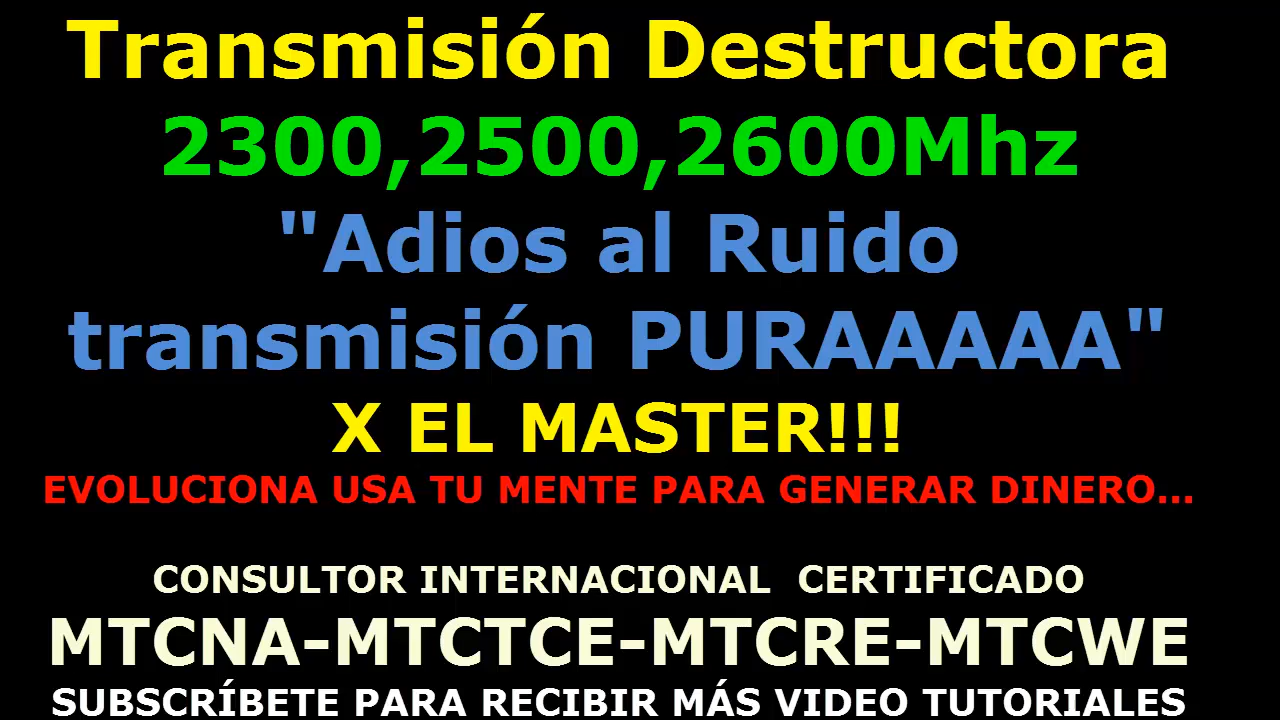 Transmisión Destructora
2300,2500,2600Mhz
"Adios al Ruido
transmisión PURAAAAA"
X EL MASTER!!!
EVOLUCIONA USA TU MENTE PARA GENERAR DINERO...
CONSULTOR INTERNACIONAL CERTIFICADO
MTCNA-MTCTCE-MTCRE-MTCWE
SUBSCRÍBETE PARA RECIBIR MÁS VIDEO TUTORIALES